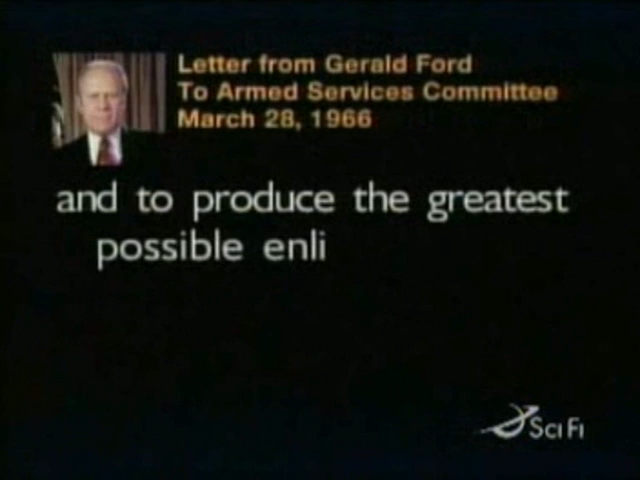 Letter from Gerald Ford
To Armed Services Committee
March 28, 1966
and to produce the greatest
possible enli
SCI FI